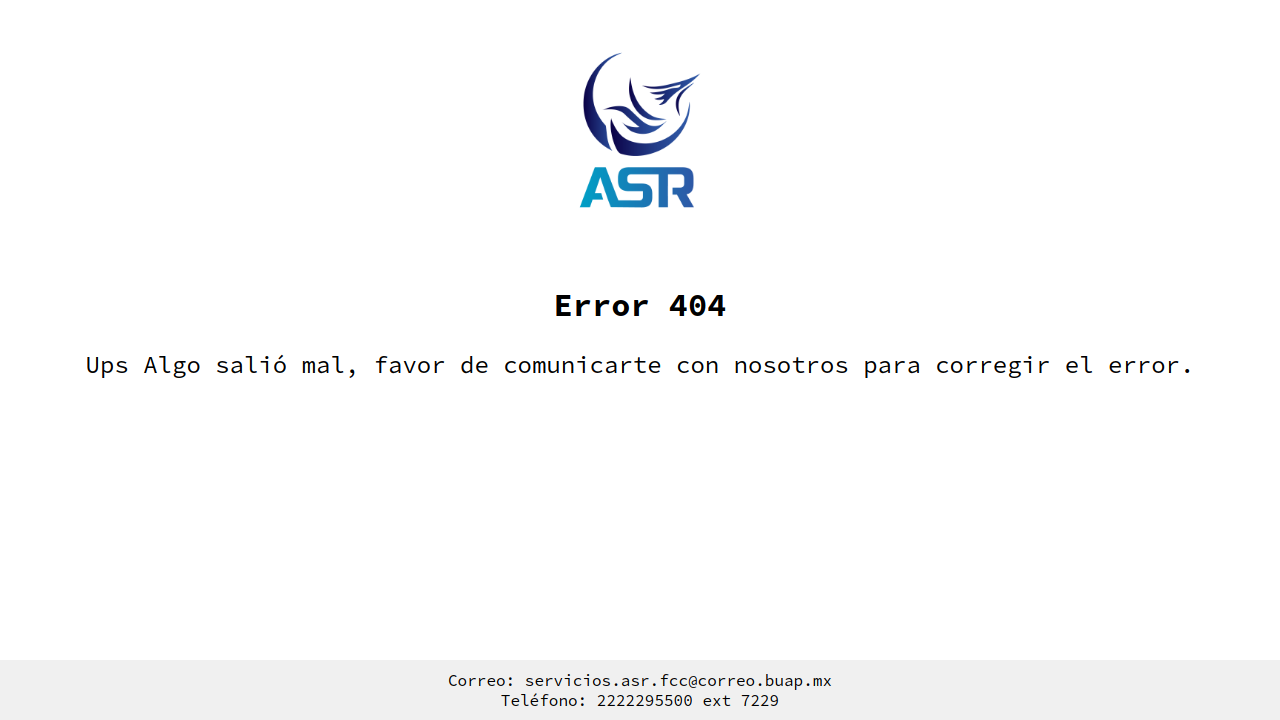 ASR
Error 404
Ups Algo salió mal, favor de comunicarte con nosotros para corregir el error.
Correo: servicios.asr.fcc@correo.buap.mx
Teléfono: 2222295500 ext 7229